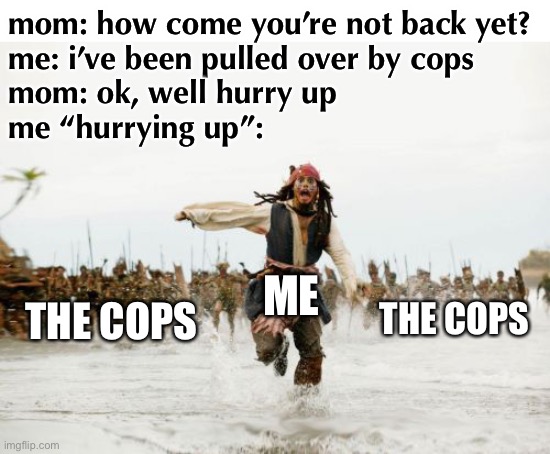 mom: how come you're not back yet?
me: i've been pulled over by cops
mom: ok, well hurry up
me “hurrying up”:
ME
THE COPS
THE COPS
imgflip.com